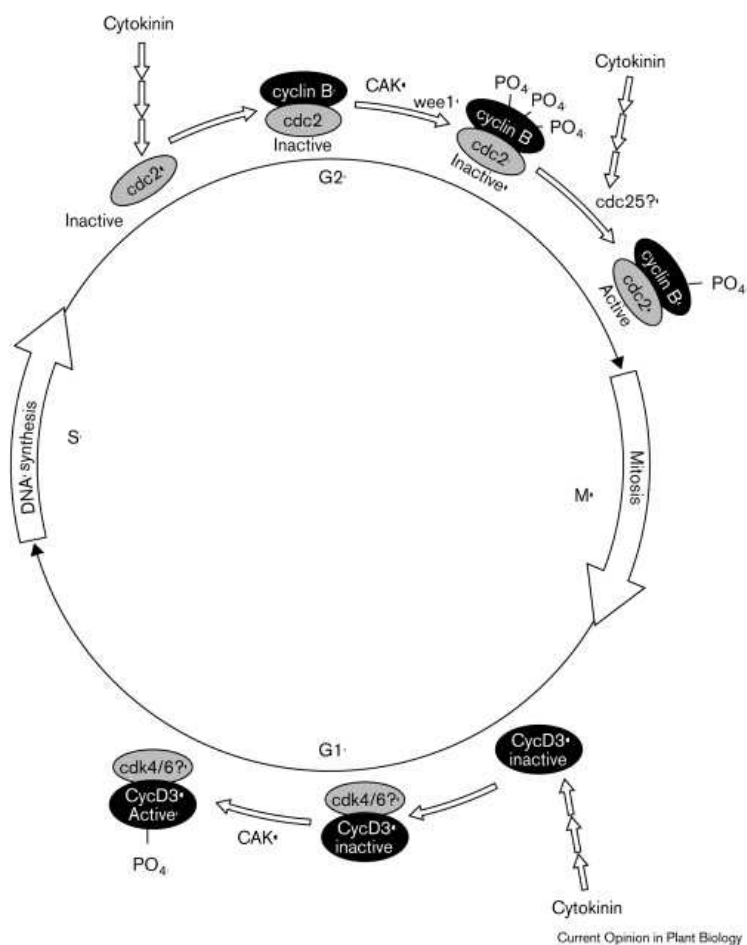 Cytokinin
cyclin B
cdc2
Inactive
CAK
wee1
PO4
PO4
PO4
cyclin B
cdc2
Inactive
Cytokinin
cdc25?
cdc2
Inactive
G2
cyclin B
cdc2
Active
PO4
DNA synthesis
S
M
Mitosis
G1
CycD3
inactive
cdk4/6?
CycD3
Active
PO4
CAK
cdk4/6?
CycD3
inactive
Cytokinin
Current Opinion in Plant Biology